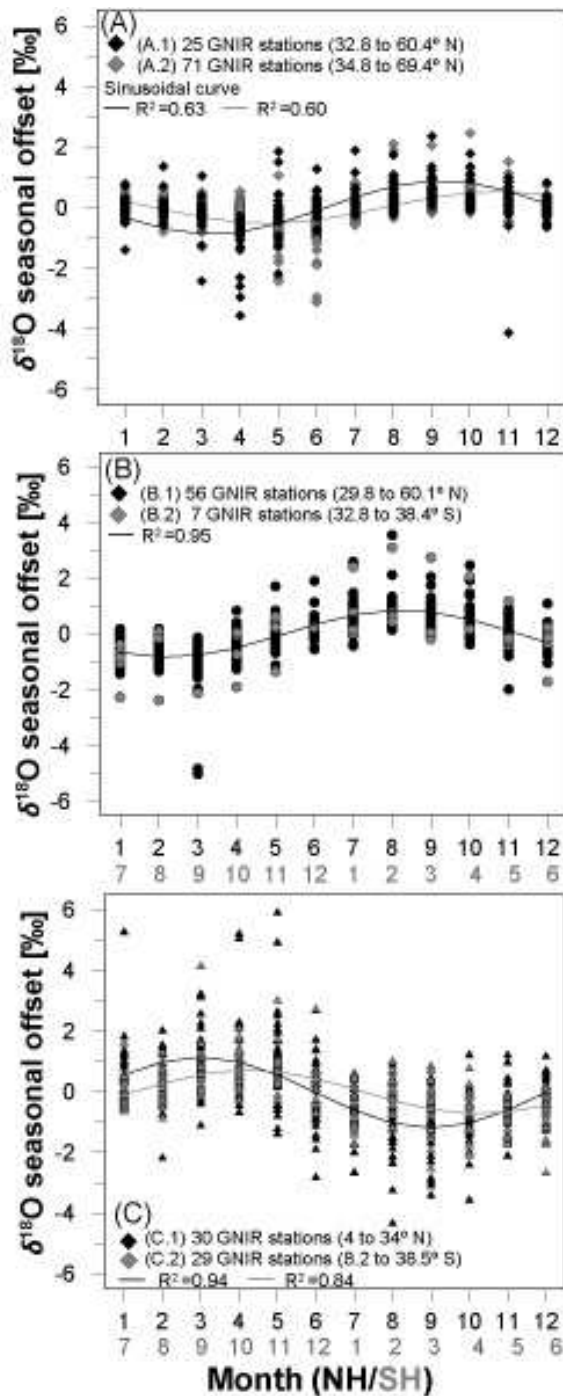 (A)
(A.1) 25 GNIR stations (32.8 to 60.4° N)
(A.2) 71 GNIR stations (34.8 to 69.4° N)
Sinusoidal curve
R²=0.63 R²=0.60
δ¹⁸O seasonal offset [‰]
6
4
2
0
-2
-4
-6
1 2 3 4 5 6 7 8 9 10 11 12
(B)
(B.1) 56 GNIR stations (29.8 to 60.1° N)
(B.2) 7 GNIR stations (32.8 to 38.4° S)
R²=0.95
δ¹⁸O seasonal offset [‰]
6
4
2
0
-2
-4
-6
1 2 3 4 5 6 7 8 9 10 11 12
7 8 9 10 11 12 1 2 3 4 5 6
δ¹⁸O seasonal offset [‰]
6
4
2
0
-2
-4
-6
(C)
(C.1) 30 GNIR stations (4 to 34° N)
(C.2) 29 GNIR stations (8.2 to 38.5° S)
R²=0.94 R²=0.84
1 2 3 4 5 6 7 8 9 10 11 12
7 8 9 10 11 12 1 2 3 4 5 6
Month (NH/SH)